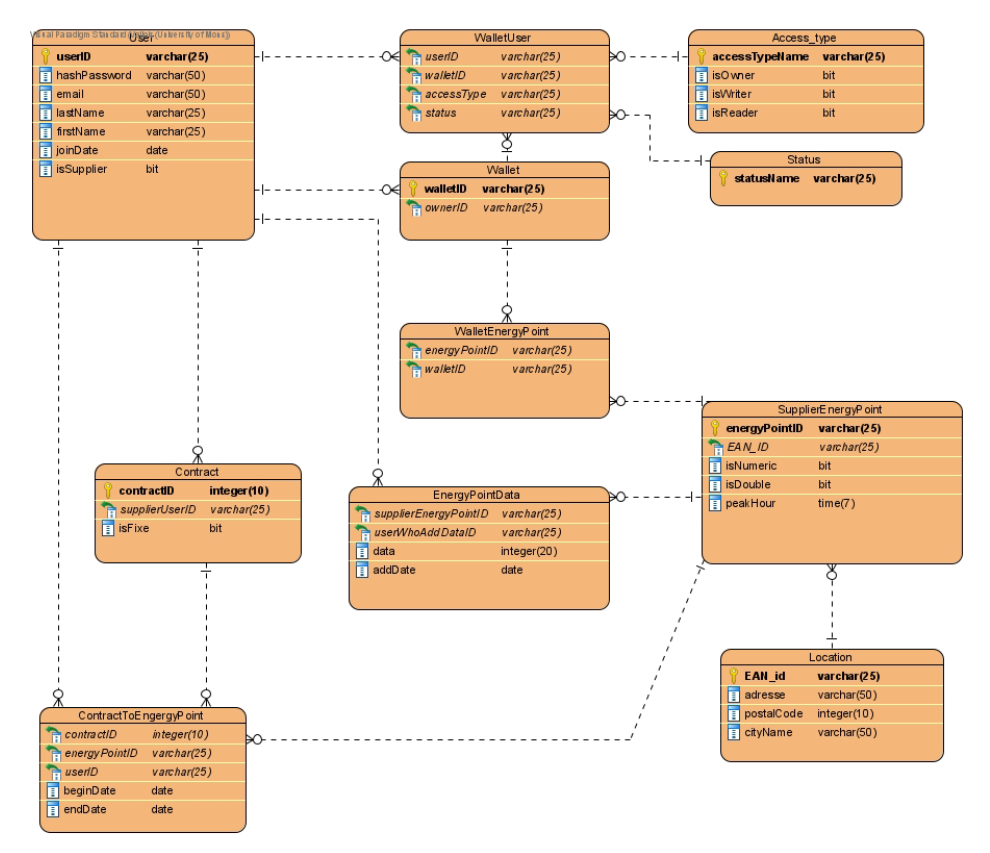 Visual Paradigm Standard (University of Mons))
User
userID varchar(25)
hashPassword varchar(50)
email varchar(50)
lastName varchar(25)
firstName varchar(25)
joinDate date
isSupplier bit
WalletUser
userID varchar(25)
walletID varchar(25)
accessType varchar(25)
status varchar(25)
Access_type
accessTypeName varchar(25)
isOwner bit
isWriter bit
isReader bit
Status
statusName varchar(25)
Wallet
walletID varchar(25)
ownerID varchar(25)
WalletEnergyPoint
energyPointID varchar(25)
walletID varchar(25)
SupplierEnergyPoint
energyPointID varchar(25)
EAN_ID varchar(25)
isNumeric bit
isDouble bit
peakHour time(7)
Contract
contractID integer(10)
supplierUserID varchar(25)
isFixe bit
EnergyPointData
supplierEnergyPointID varchar(25)
userWhoAddDataID varchar(25)
data integer(20)
addDate date
Location
EAN_id varchar(25)
adresse varchar(50)
postalCode integer(10)
cityName varchar(50)
ContractToEngergyPoint
contractID integer(10)
energyPointID varchar(25)
userID varchar(25)
beginDate date
endDate date